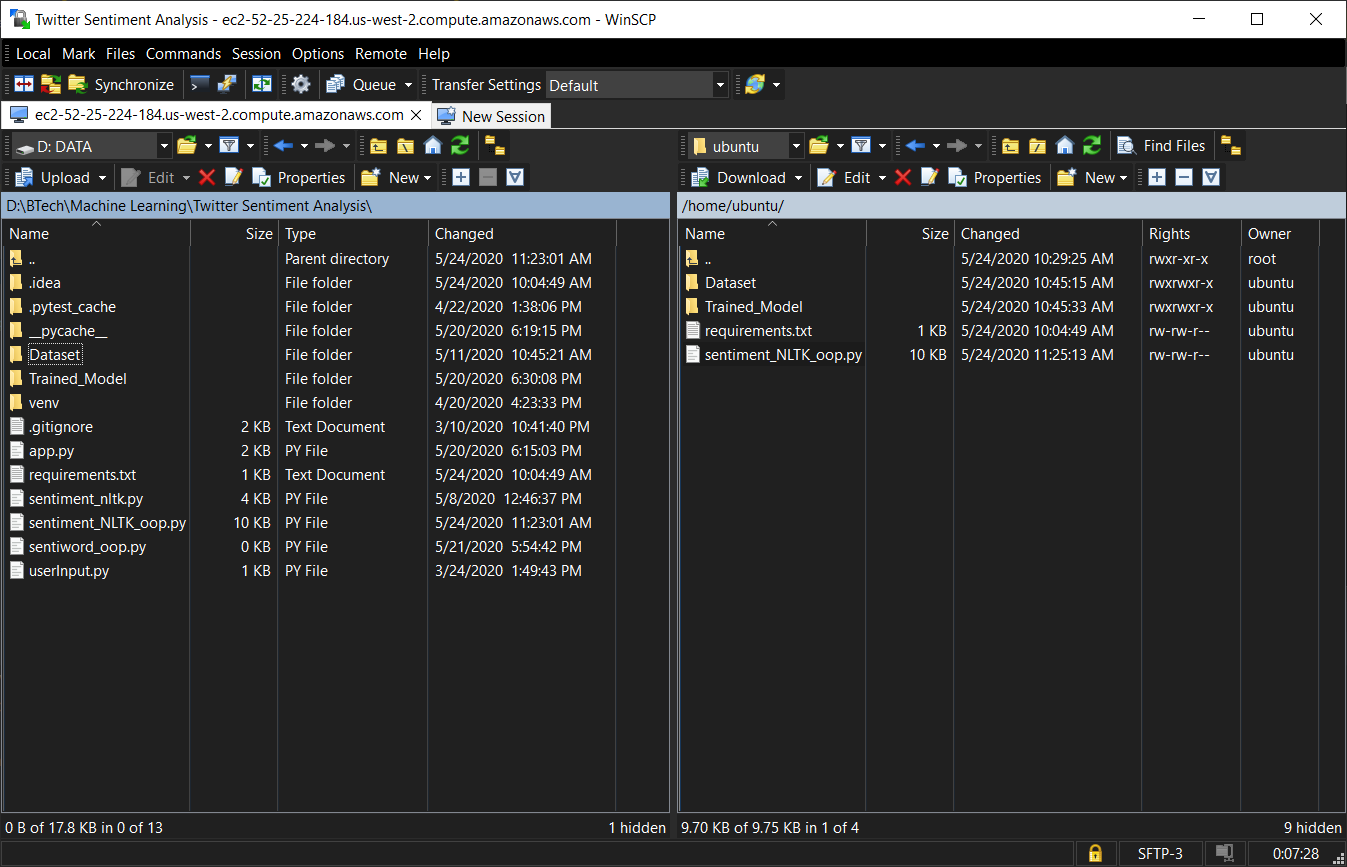 Twitter Sentiment Analysis - ec2-52-25-224-184.us-west-2.compute.amazonaws.com - WinSCP
Local Mark Files Commands Session Options Remote Help
Synchronize Queue Transfer Settings Default
ec2-52-25-224-184.us-west-2.compute.amazonaws.com New Session
D: DATA
Upload Edit Properties New
D:\BTech\Machine Learning\Twitter Sentiment Analysis\
Name Size Type Changed
.. Parent directory 5/24/2020 11:23:01 AM
.idea File folder 5/24/2020 10:04:49 AM
.pytest_cache File folder 4/22/2020 1:38:06 PM
__pycache__ File folder 5/20/2020 6:19:15 PM
Dataset File folder 5/11/2020 10:45:21 AM
Trained_Model File folder 5/20/2020 6:30:08 PM
venv File folder 4/20/2020 4:23:33 PM
.gitignore 2 KB Text Document 3/10/2020 10:41:40 PM
app.py 2 KB PY File 5/20/2020 6:15:03 PM
requirements.txt 1 KB Text Document 5/24/2020 10:04:49 AM
sentiment_nltk.py 4 KB PY File 5/8/2020 12:46:37 PM
sentiment_NLTK_oop.py 10 KB PY File 5/24/2020 11:23:01 AM
sentiword_oop.py 0 KB PY File 5/21/2020 5:54:42 PM
userInput.py 1 KB PY File 3/24/2020 1:49:43 PM
0 B of 17.8 KB in 0 of 13 1 hidden
ubuntu Find Files
Download Edit Properties New
/home/ubuntu/
Name Size Changed Rights Owner
.. 5/24/2020 10:29:25 AM rwxr-xr-x root
Dataset 5/24/2020 10:45:15 AM rwxrwxr-x ubuntu
Trained_Model 5/24/2020 10:45:33 AM rwxrwxr-x ubuntu
requirements.txt 1 KB 5/24/2020 10:04:49 AM rw-rw-r-- ubuntu
sentiment_NLTK_oop.py 10 KB 5/24/2020 11:25:13 AM rw-rw-r-- ubuntu
9.70 KB of 9.75 KB in 1 of 4 9 hidden
SFTP-3 0:07:28